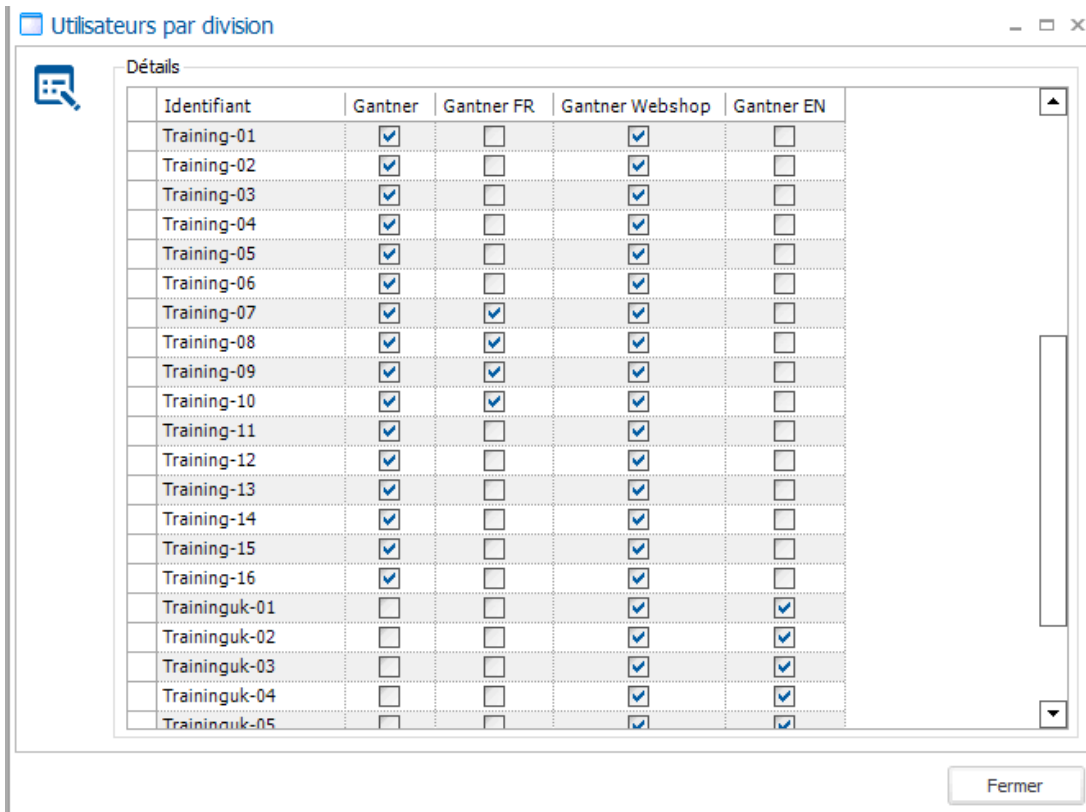 Utilisateurs par division
Détails
Identifiant Gantner Gantner FR Gantner Webshop Gantner EN
Training-01
Training-02
Training-03
Training-04
Training-05
Training-06
Training-07
Training-08
Training-09
Training-10
Training-11
Training-12
Training-13
Training-14
Training-15
Training-16
Traininguk-01
Traininguk-02
Traininguk-03
Traininguk-04
Traininguk-05
Fermer